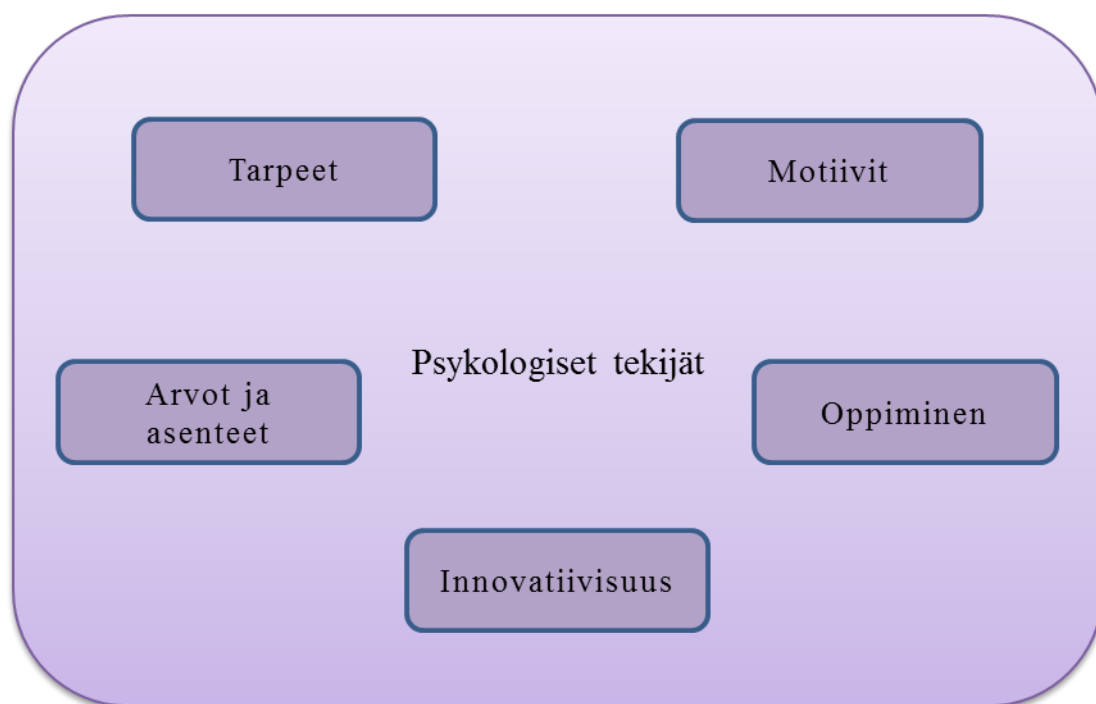 Tarpeet
Motiivit
Psykologiset tekijät
Arvot ja
asenteet
Oppiminen
Innovatiivisuus